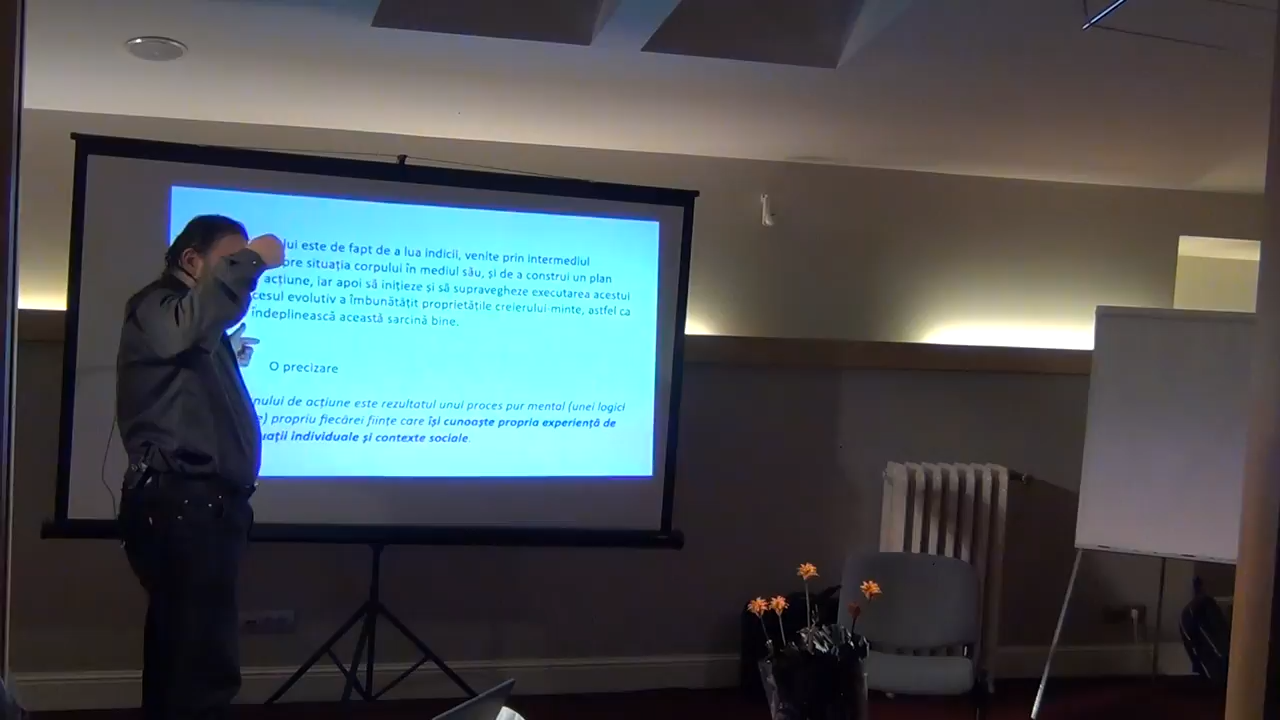 lui este de fapt de a lua indicii, venite prin intermediul
pre situația corpului în mediul său, și de a construi un plan
acțiune, iar apoi să inițieze și să supravegheze executarea acestui
cesul evolutiv a îmbunătățit proprietățile creierului-minte, astfel ca
îndeplinească această sarcină bine.
O precizare
nului de acțiune este rezultatul unui proces pur mental (unei logici
e) propriu fiecărei ființe care își cunoaște propria experiență de
uații individuale și contexte sociale.